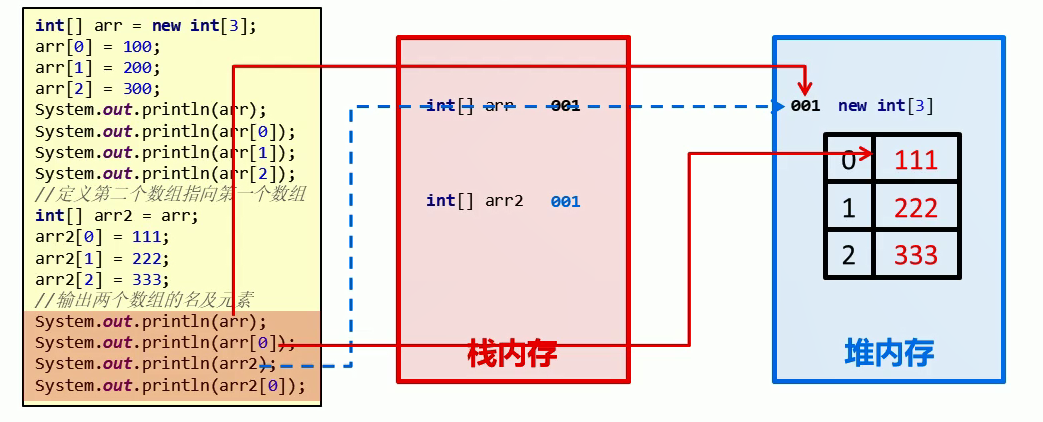 int[] arr = new int[3];
arr[0] = 100;
arr[1] = 200;
arr[2] = 300;
System.out.println(arr);
System.out.println(arr[0]);
System.out.println(arr[1]);
System.out.println(arr[2]);
//定义第二个数组指向第一个数组
int[] arr2 = arr;
arr2[0] = 111;
arr2[1] = 222;
arr2[2] = 333;
//输出两个数组的名及元素
System.out.println(arr);
System.out.println(arr[0]);
System.out.println(arr2);
System.out.println(arr2[0]);
int[] arr 001
int[] arr2 001
栈内存
001 new int[3]
0 111
1 222
2 333
堆内存